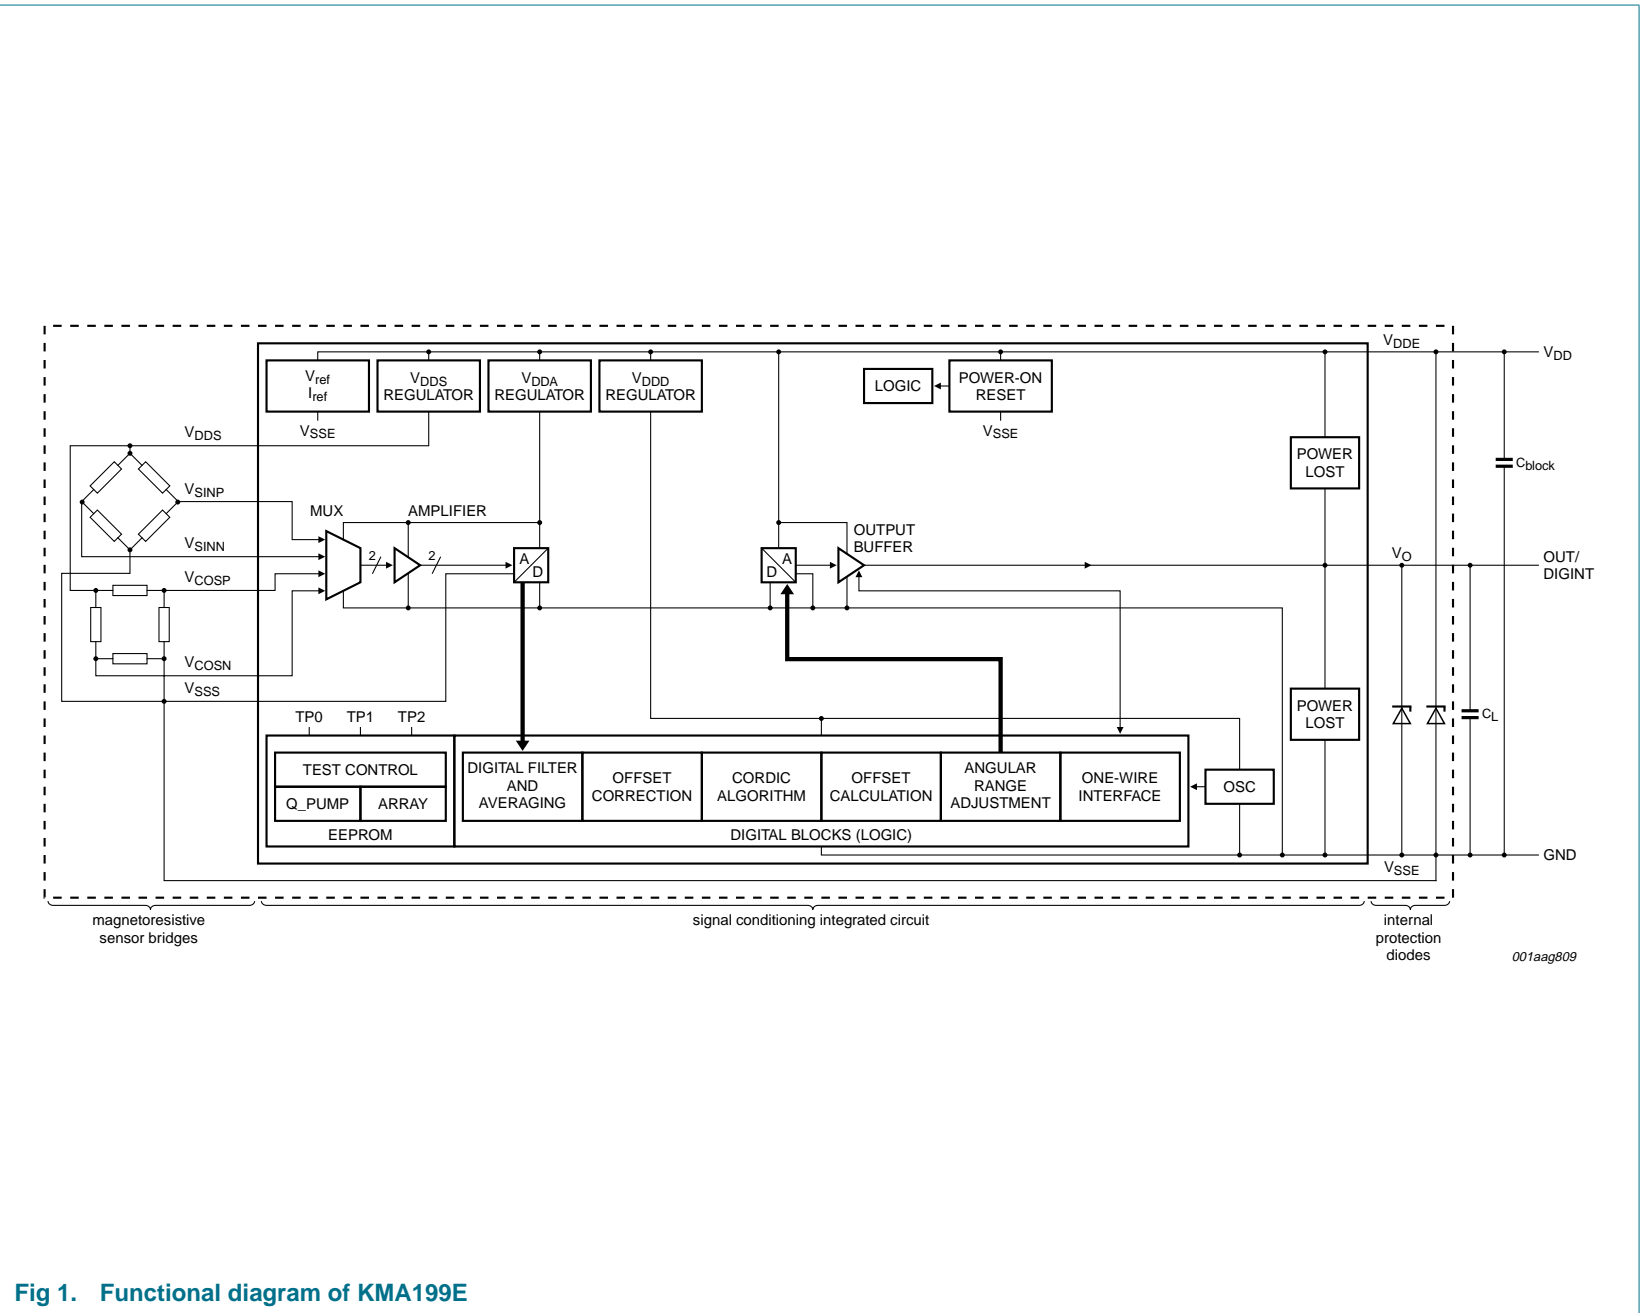 VDDE
VDD
Vref
Iref
VDDS
REGULATOR
VDDA
REGULATOR
VDDD
REGULATOR
LOGIC
POWER-ON
RESET
VSSE
VSSE
VDDS
POWER
LOST
Cblock
VSINP
MUX
AMPLIFIER
OUTPUT
BUFFER
VSINN
2
2
A
D
A
D
VO
OUT/
DIGINT
VCOSP
VCOSN
VSSS
TP0
TP1
TP2
POWER
LOST
CL
TEST CONTROL
Q_PUMP
ARRAY
EEPROM
DIGITAL FILTER
AND
AVERAGING
OFFSET
CORRECTION
CORDIC
ALGORITHM
OFFSET
CALCULATION
ANGULAR
RANGE
ADJUSTMENT
ONE-WIRE
INTERFACE
OSC
DIGITAL BLOCKS (LOGIC)
GND
VSSE
magnetoresistive
sensor bridges
signal conditioning integrated circuit
internal
protection
diodes
001aag809
Fig 1. Functional diagram of KMA199E